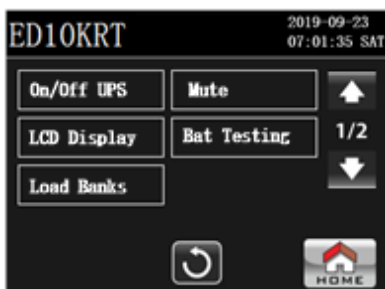 ED10KRT
2019-09-23
07:01:35 SAT
On/Off UPS
Mute
LCD Display
Bat Testing
1/2
Load Banks
HOME